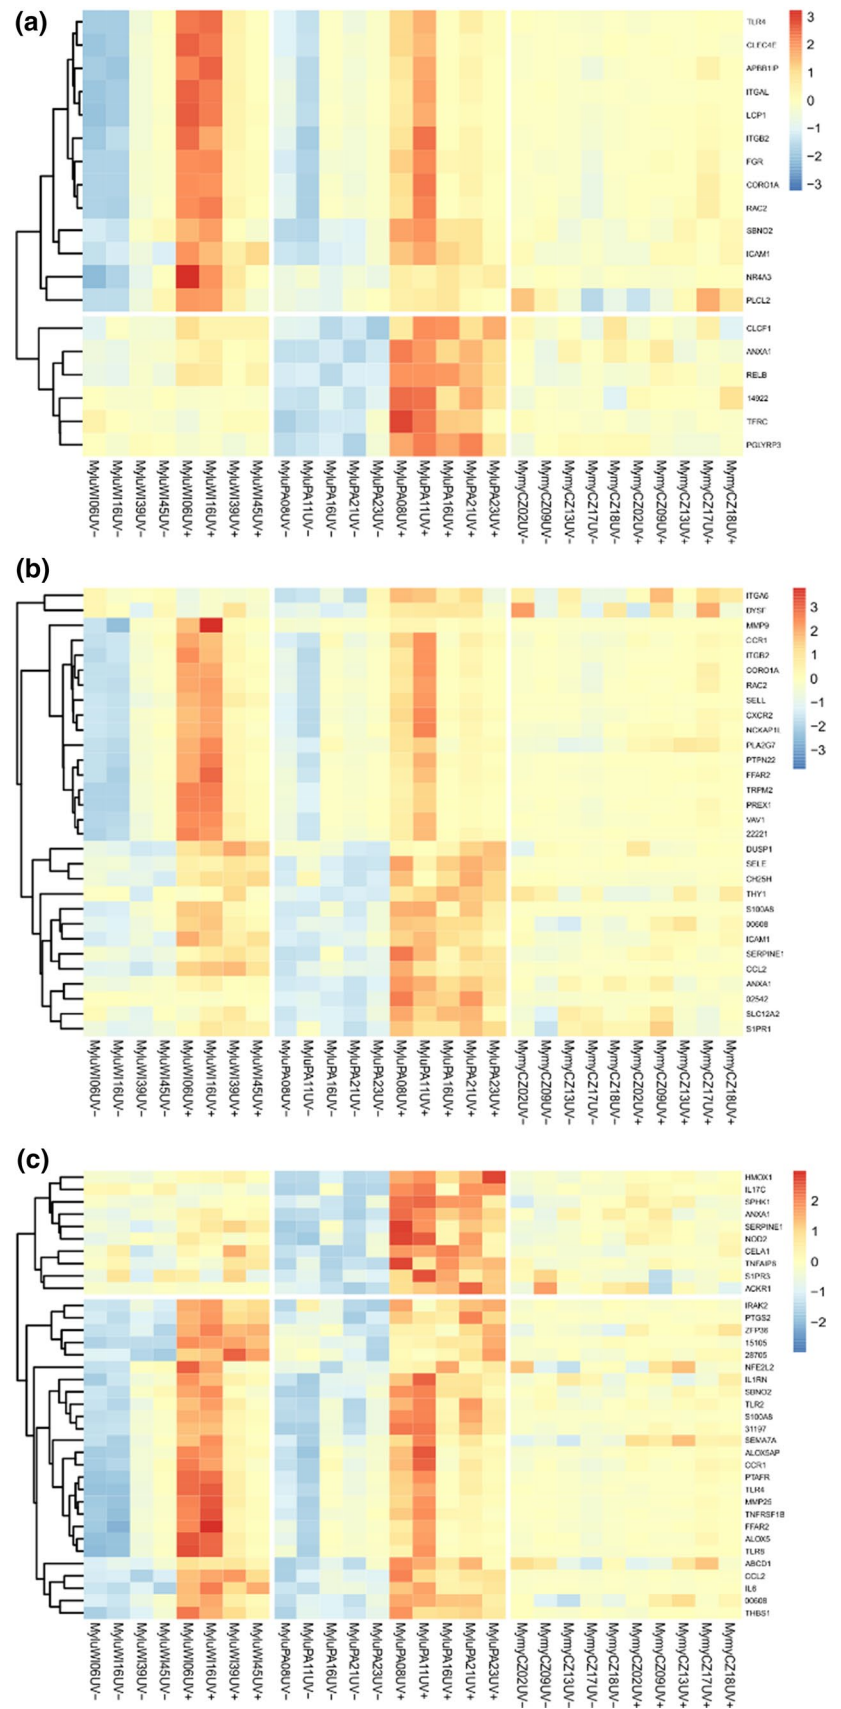 (a)
3
2
1
0
−1
−2
−3
TLR4
CLEC4E
APBB1IP
ITGAL
LCP1
ITGB2
FGR
CORO1A
RAC2
SBNO2
ICAM1
NR4A3
PLCL2
CLCF1
ANXA1
RELB
14922
TFRC
PGLYRP3
MyluWI06UV−
MyluWI16UV−
MyluWI39UV−
MyluWI45UV−
MyluWI06UV+
MyluWI16UV+
MyluWI39UV+
MyluWI45UV+
MyluPA08UV−
MyluPA11UV−
MyluPA16UV−
MyluPA21UV−
MyluPA23UV−
MyluPA08UV+
MyluPA11UV+
MyluPA16UV+
MyluPA21UV+
MyluPA23UV+
MymyCZ02UV−
MymyCZ09UV−
MymyCZ13UV−
MymyCZ17UV−
MymyCZ18UV−
MymyCZ02UV+
MymyCZ09UV+
MymyCZ13UV+
MymyCZ17UV+
MymyCZ18UV+
(b)
3
2
1
0
−1
−2
−3
ITGA6
DYSF
MMP9
CCR1
ITGB2
CORO1A
RAC2
SELL
CXCR2
NCKAP1L
PLA2G7
PTPN22
FFAR2
TRPM2
PREX1
VAV1
22221
DUSP1
SELE
CH25H
THY1
S100A8
00608
ICAM1
SERPINE1
CCL2
ANXA1
02542
SLC12A2
S1PR1
MyluWI06UV−
MyluWI16UV−
MyluWI39UV−
MyluWI45UV−
MyluWI06UV+
MyluWI16UV+
MyluWI39UV+
MyluWI45UV+
MyluPA08UV−
MyluPA11UV−
MyluPA16UV−
MyluPA21UV−
MyluPA23UV−
MyluPA08UV+
MyluPA11UV+
MyluPA16UV+
MyluPA21UV+
MyluPA23UV+
MymyCZ02UV−
MymyCZ09UV−
MymyCZ13UV−
MymyCZ17UV−
MymyCZ18UV−
MymyCZ02UV+
MymyCZ09UV+
MymyCZ13UV+
MymyCZ17UV+
MymyCZ18UV+
(c)
2
1
0
−1
−2
HMOX1
IL17C
SPHK1
ANXA1
SERPINE1
NOD2
CELA1
TNFAIP6
S1PR3
ACKR1
IRAK2
PTGS2
ZFP36
15105
28705
NFE2L2
IL1RN
SBNO2
TLR2
S100A8
31197
SEMA7A
ALOX5AP
CCR1
PTAFR
TLR4
MMP25
TNFRSF1B
FFAR2
ALOX5
TLR8
ABCD1
CCL2
IL6
00608
THBS1
MyluWI06UV−
MyluWI16UV−
MyluWI39UV−
MyluWI45UV−
MyluWI06UV+
MyluWI16UV+
MyluWI39UV+
MyluWI45UV+
MyluPA08UV−
MyluPA11UV−
MyluPA16UV−
MyluPA21UV−
MyluPA23UV−
MyluPA08UV+
MyluPA11UV+
MyluPA16UV+
MyluPA21UV+
MyluPA23UV+
MymyCZ02UV−
MymyCZ09UV−
MymyCZ13UV−
MymyCZ17UV−
MymyCZ18UV−
MymyCZ02UV+
MymyCZ09UV+
MymyCZ13UV+
MymyCZ17UV+
MymyCZ18UV+